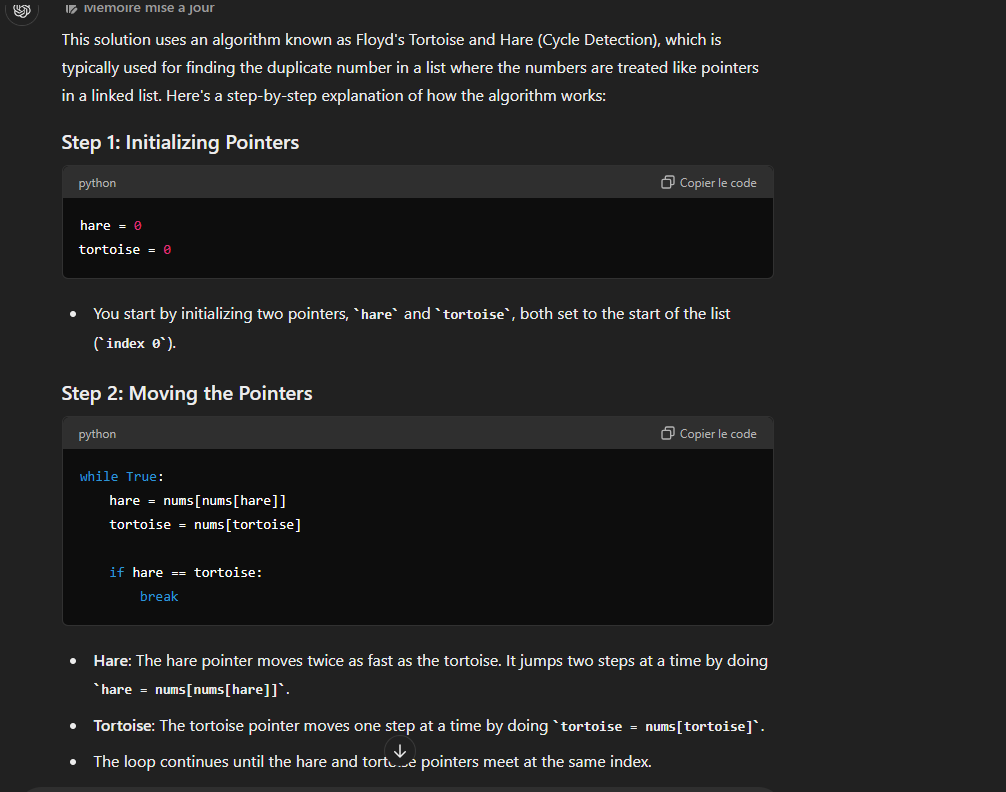 Mémoire mise à jour
This solution uses an algorithm known as Floyd's Tortoise and Hare (Cycle Detection), which is
typically used for finding the duplicate number in a list where the numbers are treated like pointers
in a linked list. Here's a step-by-step explanation of how the algorithm works:
Step 1: Initializing Pointers
python
Copier le code
hare = 0
tortoise = 0
• You start by initializing two pointers, `hare` and `tortoise`, both set to the start of the list
(`index 0`).
Step 2: Moving the Pointers
python
Copier le code
while True:
    hare = nums[nums[hare]]
    tortoise = nums[tortoise]
    if hare == tortoise:
        break
• Hare: The hare pointer moves twice as fast as the tortoise. It jumps two steps at a time by doing
`hare = nums[nums[hare]]`.
• Tortoise: The tortoise pointer moves one step at a time by doing `tortoise = nums[tortoise]`.
• The loop continues until the hare and tortoise pointers meet at the same index.